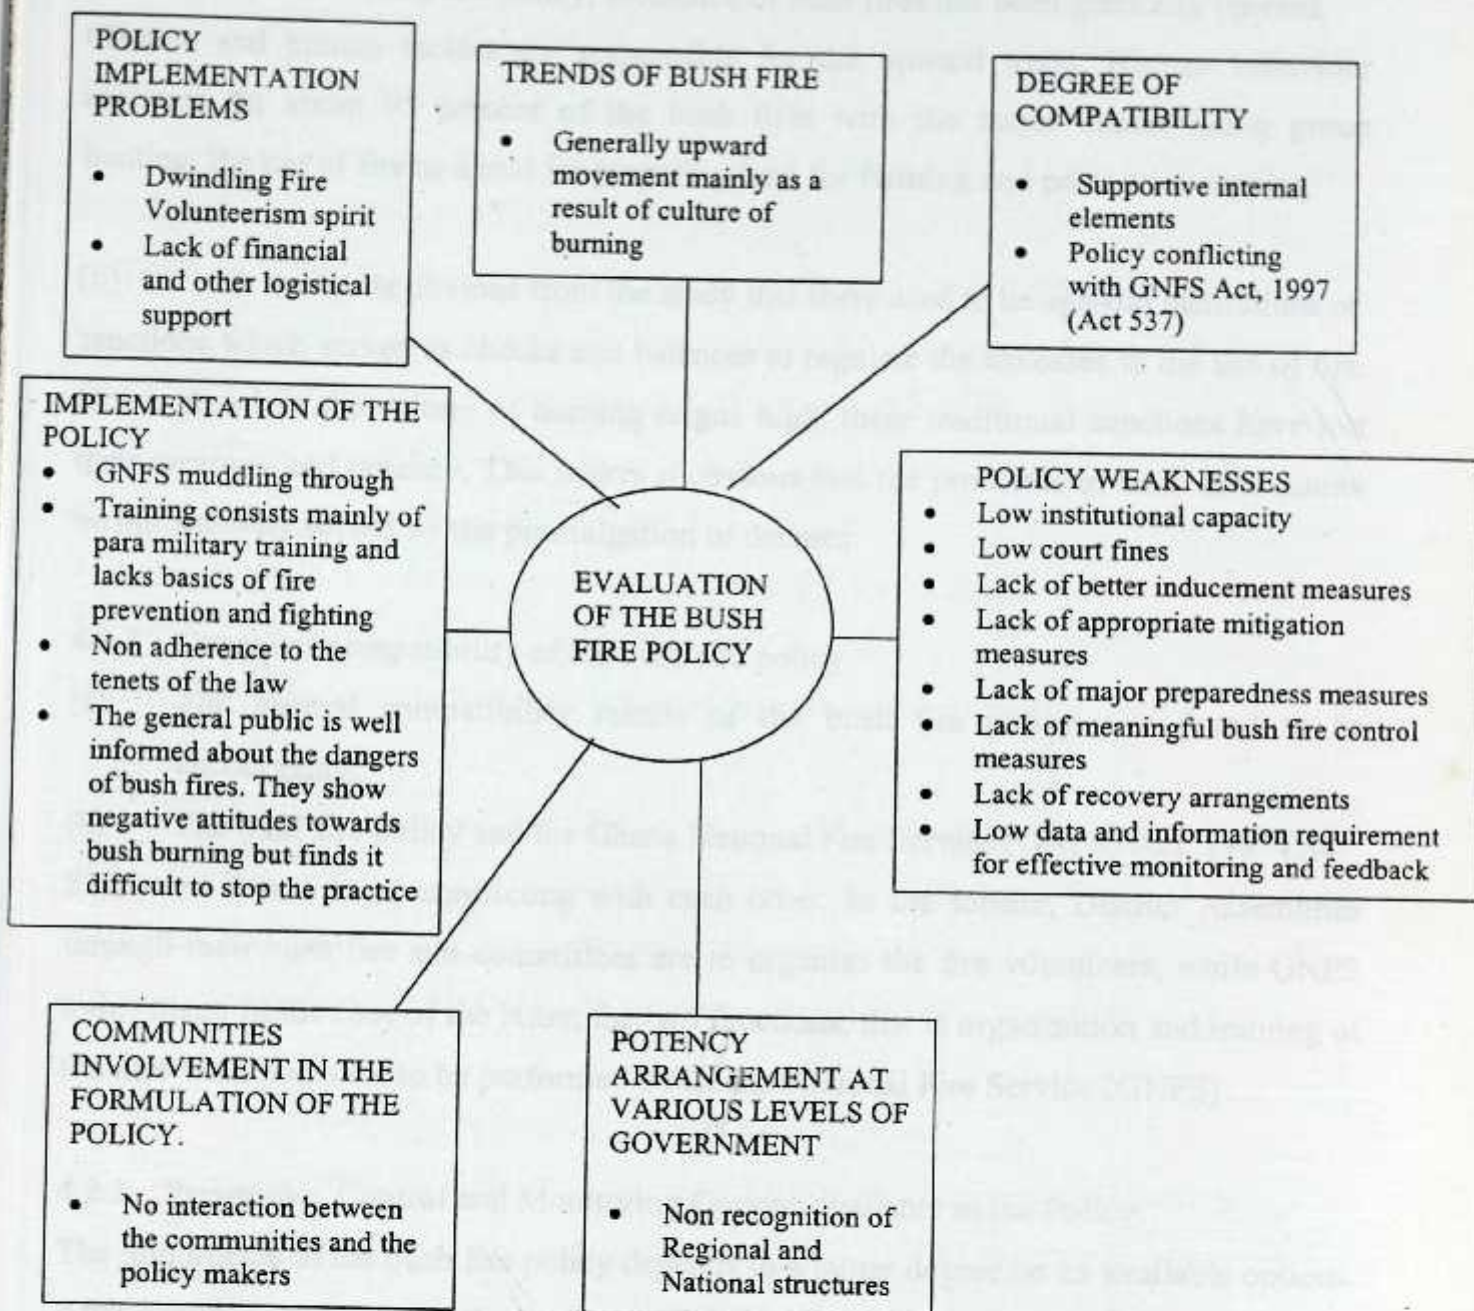 POLICY
IMPLEMENTATION
PROBLEMS
• Dwindling Fire
Volunteerism spirit
• Lack of financial
and other logistical
support
TRENDS OF BUSH FIRE
• Generally upward
movement mainly as a
result of culture of
burning
DEGREE OF
COMPATIBILITY
• Supportive internal
elements
• Policy conflicting
with GNFS Act, 1997
(Act 537)
IMPLEMENTATION OF THE
POLICY
• GNFS muddling through
• Training consists mainly of
para military training and
lacks basics of fire
prevention and fighting
• Non adherence to the
tenets of the law
• The general public is well
informed about the dangers
of bush fires. They show
negative attitudes towards
bush burning but finds it
difficult to stop the practice
EVALUATION
OF THE BUSH
FIRE POLICY
POLICY WEAKNESSES
• Low institutional capacity
• Low court fines
• Lack of better inducement measures
• Lack of appropriate mitigation
measures
• Lack of major preparedness measures
• Lack of meaningful bush fire control
measures
• Lack of recovery arrangements
• Low data and information requirement
for effective monitoring and feedback
COMMUNITIES
INVOLVEMENT IN THE
FORMULATION OF THE
POLICY.
• No interaction between
the communities and the
policy makers
POTENCY
ARRANGEMENT AT
VARIOUS LEVELS OF
GOVERNMENT
• Non recognition of
Regional and
National structures